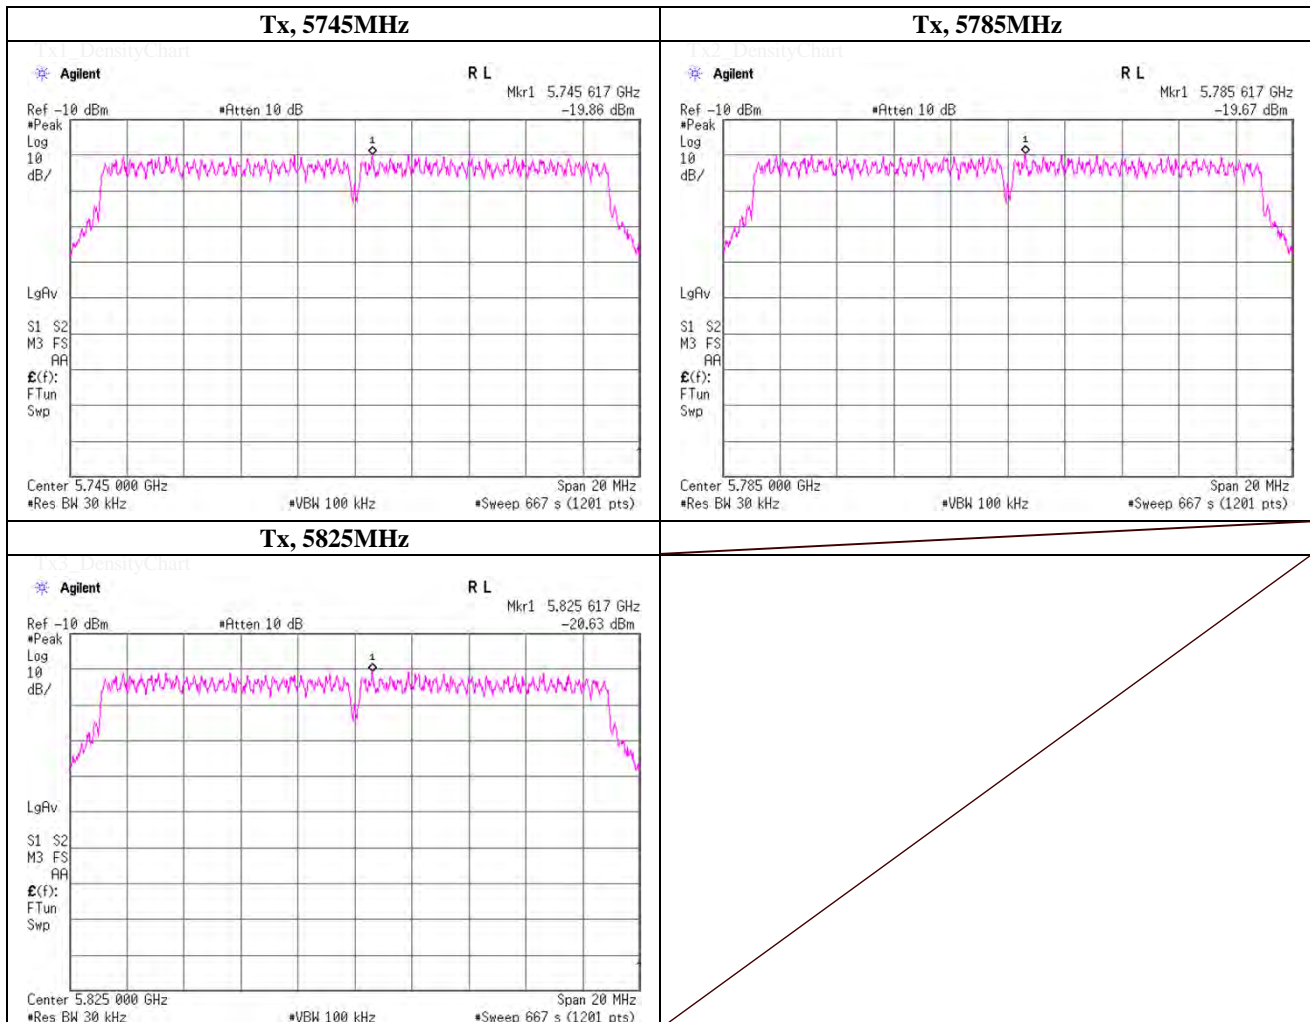 Tx, 5745MHz
Tx1_DensityChart
Agilent
R L
Mkr1 5.745 617 GHz
Ref -10 dBm #Atten 10 dB -19.86 dBm
#Peak
Log
10
dB/
1
LgAv
S1 S2
M3 FS
AA
£(f):
FTun
Swp
Center 5.745 000 GHz Span 20 MHz
#Res BW 30 kHz #VBW 100 kHz #Sweep 667 s (1201 pts)
Tx, 5785MHz
Tx2_DensityChart
Agilent
R L
Mkr1 5.785 617 GHz
Ref -10 dBm #Atten 10 dB -19.67 dBm
#Peak
Log
10
dB/
1
LgAv
S1 S2
M3 FS
AA
£(f):
FTun
Swp
Center 5.785 000 GHz Span 20 MHz
#Res BW 30 kHz #VBW 100 kHz #Sweep 667 s (1201 pts)
Tx, 5825MHz
Tx3_DensityChart
Agilent
R L
Mkr1 5.825 617 GHz
Ref -10 dBm #Atten 10 dB -20.63 dBm
#Peak
Log
10
dB/
1
LgAv
S1 S2
M3 FS
AA
£(f):
FTun
Swp
Center 5.825 000 GHz Span 20 MHz
#Res BW 30 kHz #VBW 100 kHz #Sweep 667 s (1201 pts)